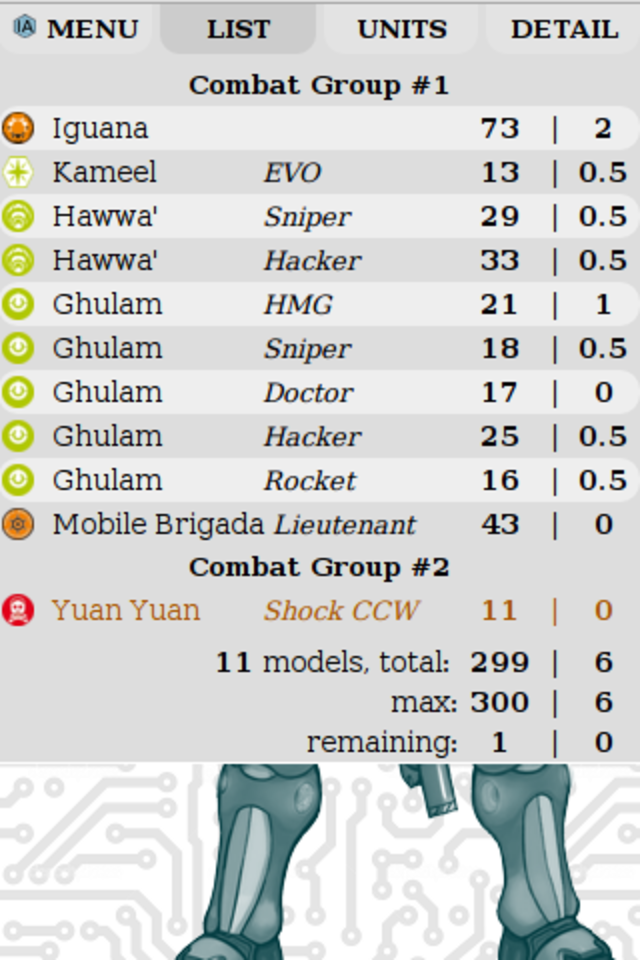 IA MENU LIST UNITS DETAIL
Combat Group #1
Iguana 73 | 2
Kameel EVO 13 | 0.5
Hawwa' Sniper 29 | 0.5
Hawwa' Hacker 33 | 0.5
Ghulam HMG 21 | 1
Ghulam Sniper 18 | 0.5
Ghulam Doctor 17 | 0
Ghulam Hacker 25 | 0.5
Ghulam Rocket 16 | 0.5
Mobile Brigada Lieutenant 43 | 0
Combat Group #2
Yuan Yuan Shock CCW 11 | 0
11 models, total: 299 | 6
max: 300 | 6
remaining: 1 | 0